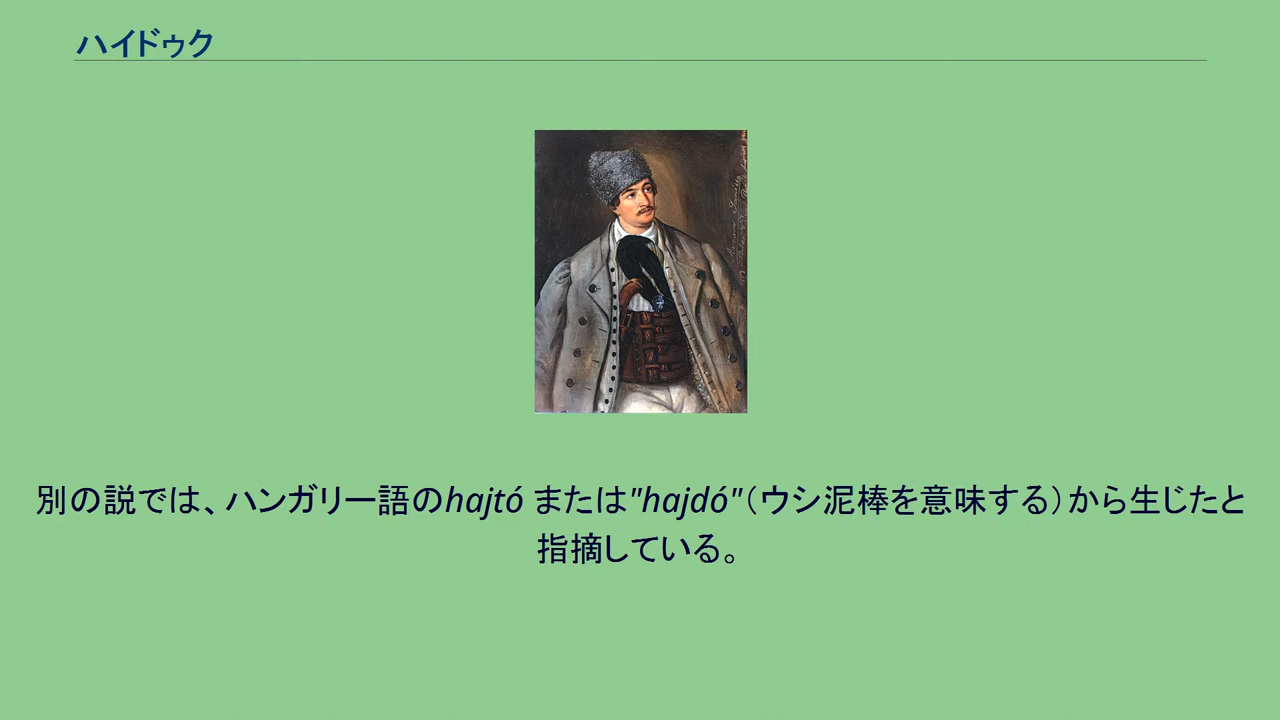 ハイドゥク
別の説では、ハンガリー語のhajtó または"hajdó"（ウシ泥棒を意味する）から生じたと
指摘している。